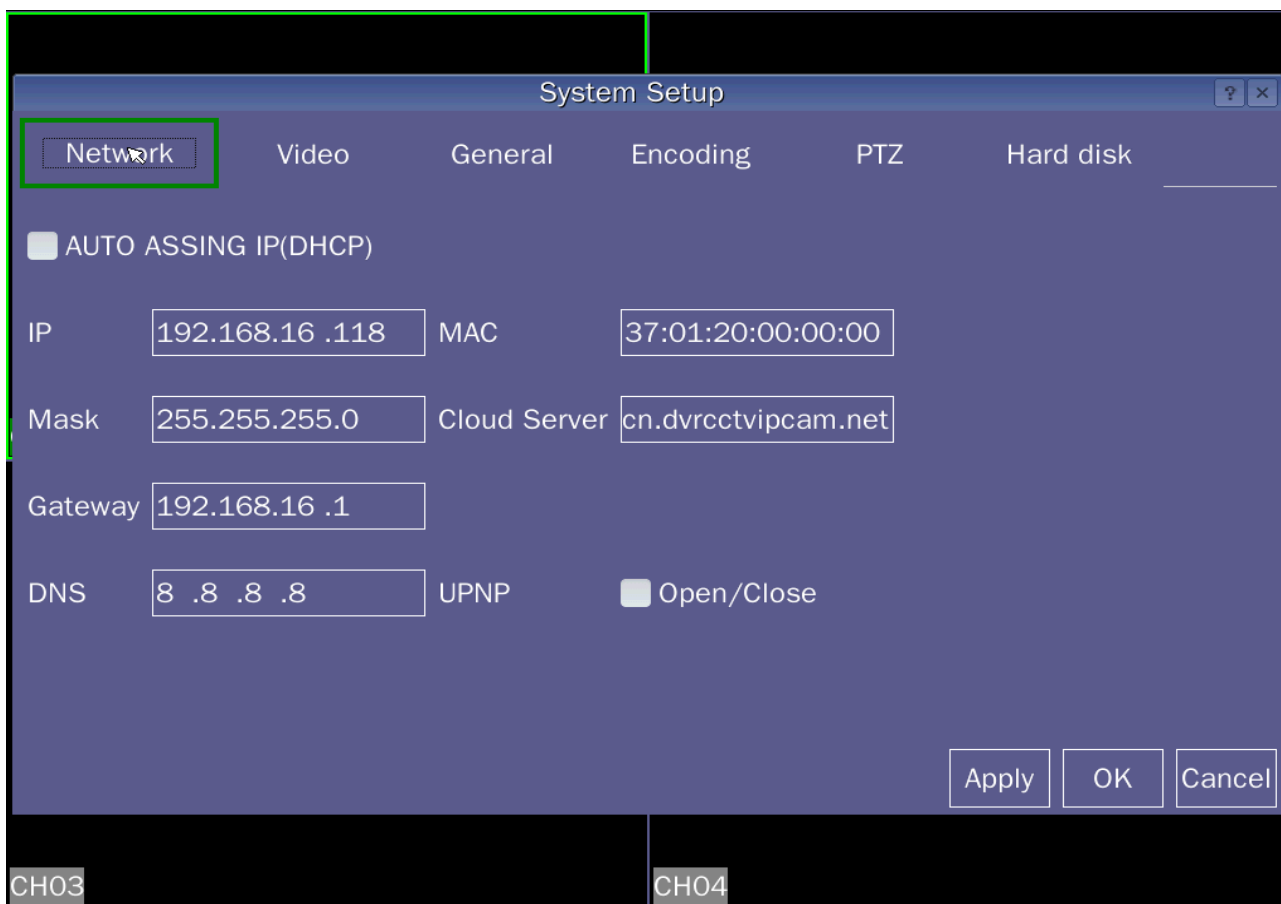 System Setup
? ×
Network Video General Encoding PTZ Hard disk
AUTO ASSING IP(DHCP)
IP 192.168.16 .118 MAC 37:01:20:00:00:00
Mask 255.255.255.0 Cloud Server cn.dvrcctvipcam.net
Gateway 192.168.16 .1
DNS 8 .8 .8 .8 UPNP Open/Close
Apply OK Cancel
CH03 CH04